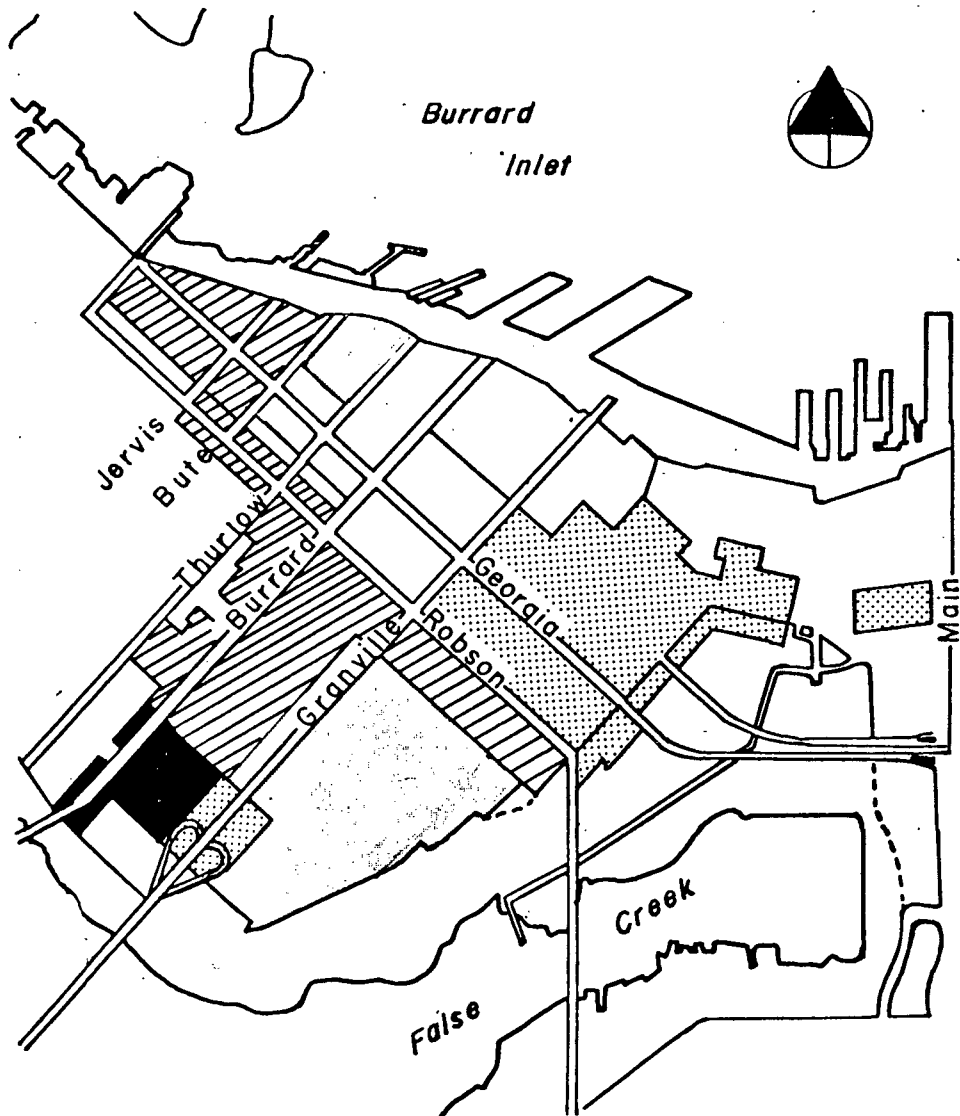 Burrard
Inlet
Jervis
Bute
Thurlow
Burrard
Granville
Robson
Georgia
Main
Creek
False